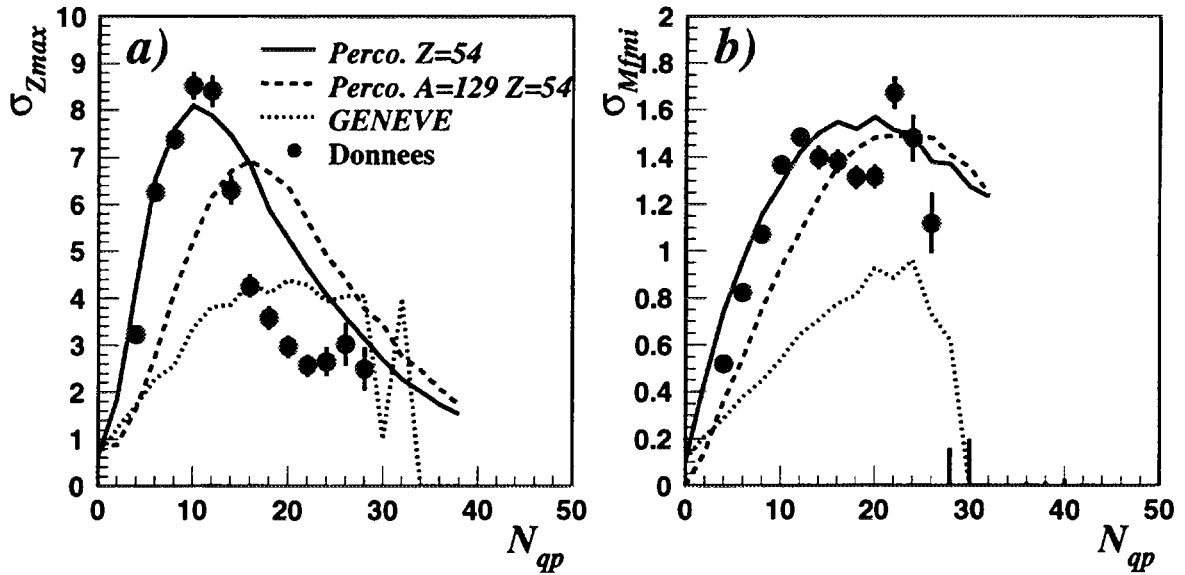 a)
σZmax
Perco. Z=54
Perco. A=129 Z=54
GENEVE
Donnees
10
9
8
7
6
5
4
3
2
1
0
0 10 20 30 40 50
Nqp
b)
σMfmi
2
1.8
1.6
1.4
1.2
1
0.8
0.6
0.4
0.2
0
0 10 20 30 40 50
Nqp